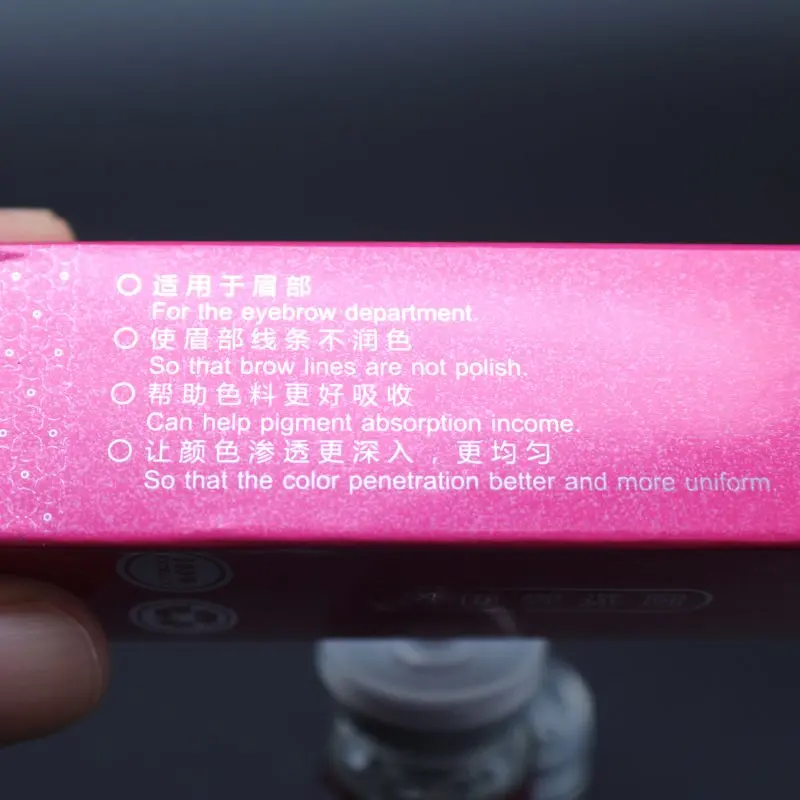 适用于眉部
For the eyebrow department.
使眉部线条不润色
So that brow lines are not polish.
帮助色料更好吸收
Can help pigment absorption income.
让颜色渗透更深入，更均匀
So that the color penetration better and more uniform.